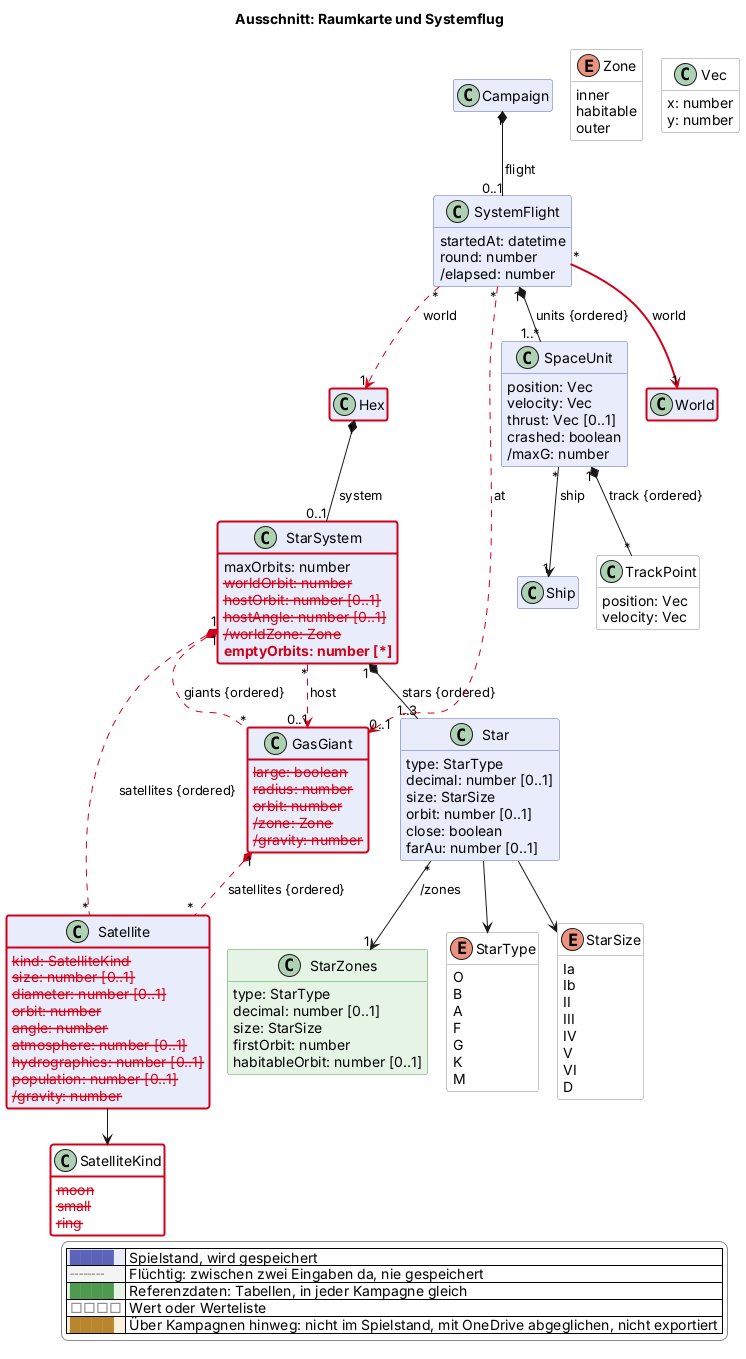 Ausschnitt: Raumkarte und Systemflug
C Campaign
E Zone
inner
habitable
outer
C Vec
x: number
y: number
1
flight
0..1
C SystemFlight
startedAt: datetime
round: number
/elapsed: number
*
world
1
*
at
0..1
1
units {ordered}
1..*
*
world
1
C Hex
C SpaceUnit
position: Vec
velocity: Vec
thrust: Vec [0..1]
crashed: boolean
/maxG: number
C World
system
0..1
*
ship
1
1
track {ordered}
*
C StarSystem
maxOrbits: number
worldOrbit: number
hostOrbit: number [0..1]
hostAngle: number [0..1]
/worldZone: Zone
emptyOrbits: number [*]
C Ship
C TrackPoint
position: Vec
velocity: Vec
1
satellites {ordered}
*
1
giants {ordered}
*
*
host
0..1
1
stars {ordered}
1..3
C GasGiant
large: boolean
radius: number
orbit: number
/zone: Zone
/gravity: number
C Star
type: StarType
decimal: number [0..1]
size: StarSize
orbit: number [0..1]
close: boolean
farAu: number [0..1]
1
satellites {ordered}
*
*
/zones
1
C Satellite
kind: SatelliteKind
size: number [0..1]
diameter: number [0..1]
orbit: number
angle: number
atmosphere: number [0..1]
hydrographics: number [0..1]
population: number [0..1]
/gravity: number
C StarZones
type: StarType
decimal: number [0..1]
size: StarSize
firstOrbit: number
habitableOrbit: number [0..1]
E StarType
O
B
A
F
G
K
M
E StarSize
Ia
Ib
II
III
IV
V
VI
D
C SatelliteKind
moon
small
ring
Spielstand, wird gespeichert
-------- Flüchtig: zwischen zwei Eingaben da, nie gespeichert
Referenzdaten: Tabellen, in jeder Kampagne gleich
Wert oder Werteliste
Über Kampagnen hinweg: nicht im Spielstand, mit OneDrive abgeglichen, nicht exportiert